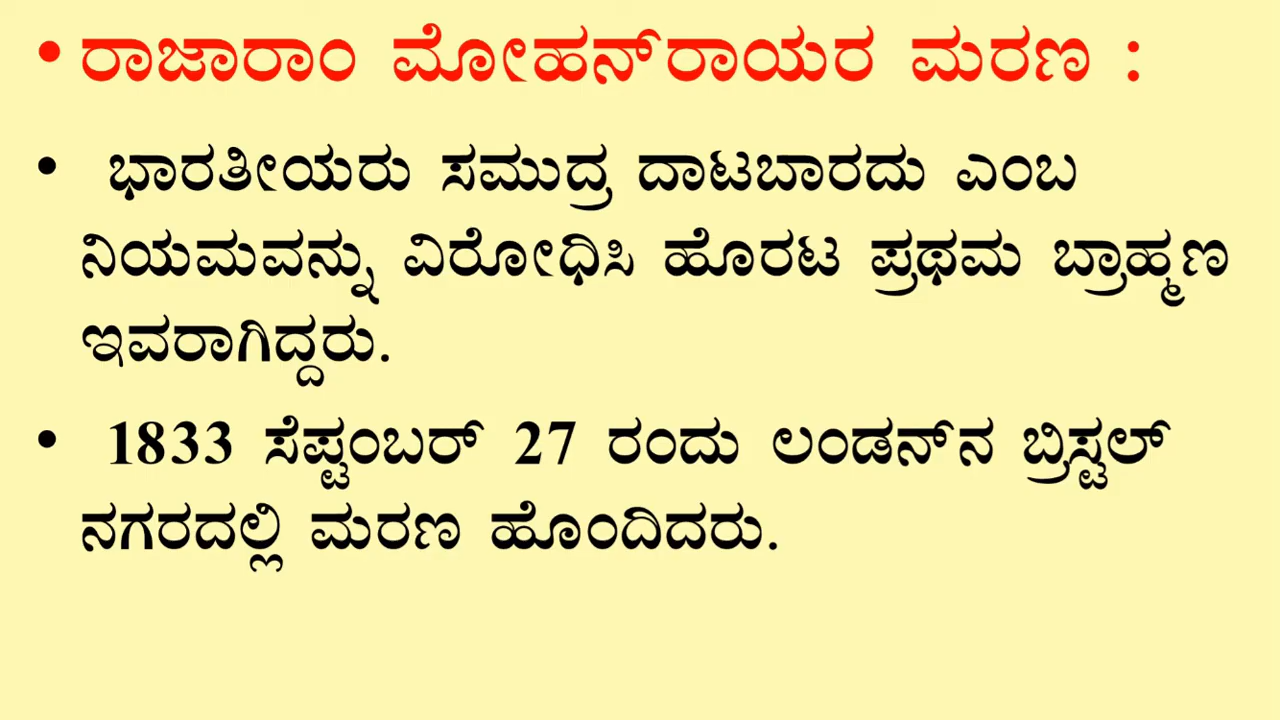 • ರಾಜಾರಾಂ ಮೋಹನ್‌ರಾಯರ ಮರಣ :
• ಭಾರತೀಯರು ಸಮುದ್ರ ದಾಟಬಾರದು ಎಂಬ
ನಿಯಮವನ್ನು ವಿರೋಧಿಸಿ ಹೊರಟ ಪ್ರಥಮ ಬ್ರಾಹ್ಮಣ
ಇವರಾಗಿದ್ದರು.
• 1833 ಸೆಪ್ಟಂಬರ್ 27 ರಂದು ಲಂಡನ್‌ನ ಬ್ರಿಸ್ಟಲ್
ನಗರದಲ್ಲಿ ಮರಣ ಹೊಂದಿದರು.